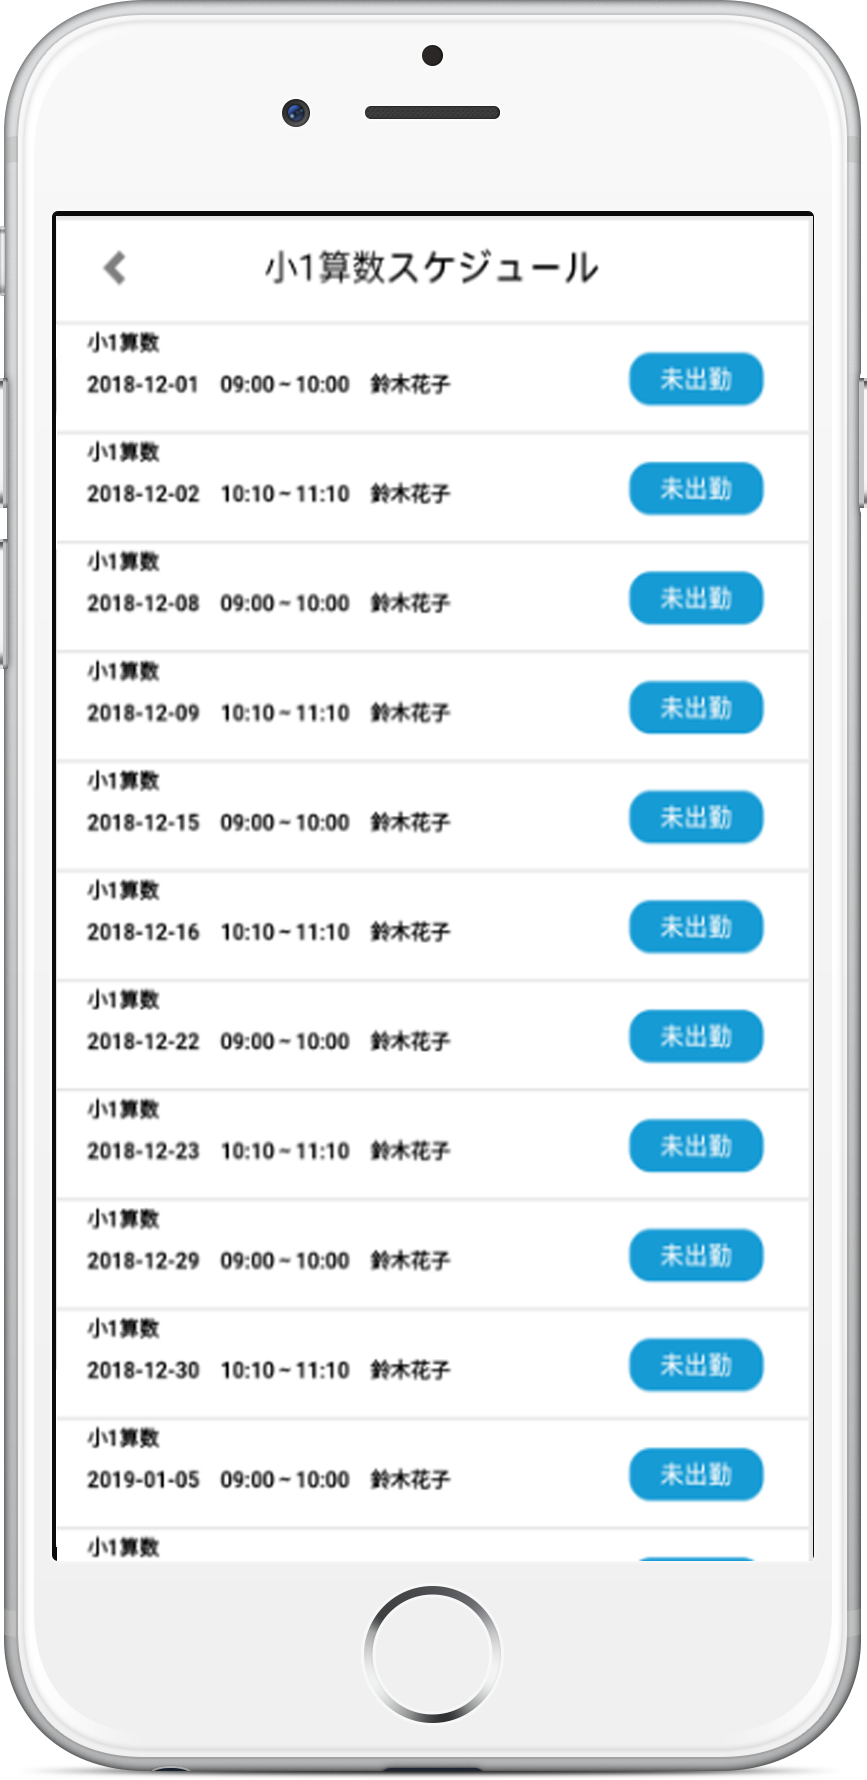 小1算数スケジュール
小1算数
2018-12-01 09:00~10:00 鈴木花子 未出勤
小1算数
2018-12-02 10:10~11:10 鈴木花子 未出勤
小1算数
2018-12-08 09:00~10:00 鈴木花子 未出勤
小1算数
2018-12-09 10:10~11:10 鈴木花子 未出勤
小1算数
2018-12-15 09:00~10:00 鈴木花子 未出勤
小1算数
2018-12-16 10:10~11:10 鈴木花子 未出勤
小1算数
2018-12-22 09:00~10:00 鈴木花子 未出勤
小1算数
2018-12-23 10:10~11:10 鈴木花子 未出勤
小1算数
2018-12-29 09:00~10:00 鈴木花子 未出勤
小1算数
2018-12-30 10:10~11:10 鈴木花子 未出勤
小1算数
2019-01-05 09:00~10:00 鈴木花子 未出勤
小1算数